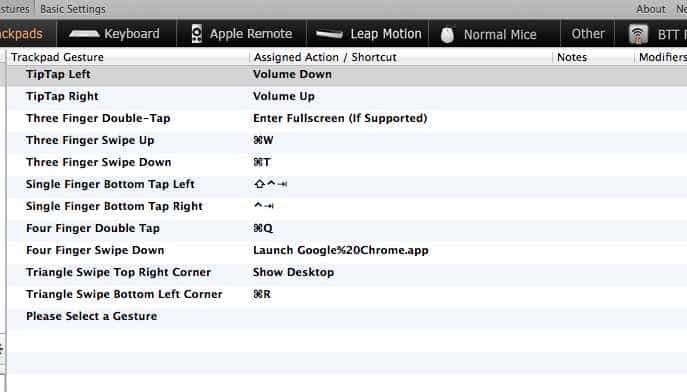 stures Basic Settings About Ne
ackpads Keyboard Apple Remote Leap Motion Normal Mice Other BTT R
Trackpad Gesture Assigned Action / Shortcut Notes Modifiers
TipTap Left Volume Down
TipTap Right Volume Up
Three Finger Double-Tap Enter Fullscreen (If Supported)
Three Finger Swipe Up ⌘W
Three Finger Swipe Down ⌘T
Single Finger Bottom Tap Left ⇧⌃⇥
Single Finger Bottom Tap Right ⌃⇥
Four Finger Double Tap ⌘Q
Four Finger Swipe Down Launch Google%20Chrome.app
Triangle Swipe Top Right Corner Show Desktop
Triangle Swipe Bottom Left Corner ⌘R
Please Select a Gesture